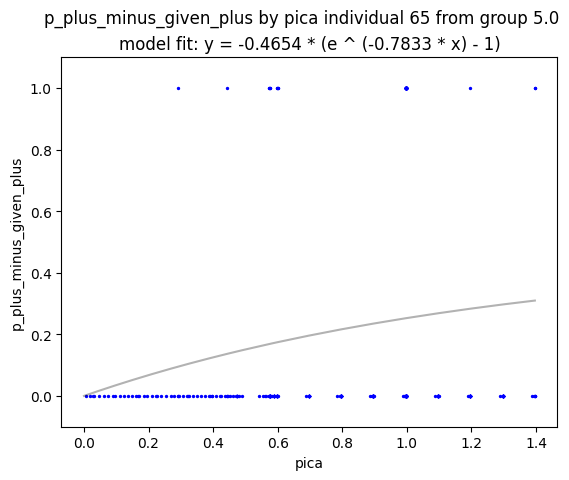 p_plus_minus_given_plus by pica individual 65 from group 5.0
model fit: y = -0.4654 * (e ^ (-0.7833 * x) - 1)
1.0
0.8
0.6
0.4
0.2
0.0
p_plus_minus_given_plus
0.0 0.2 0.4 0.6 0.8 1.0 1.2 1.4
pica